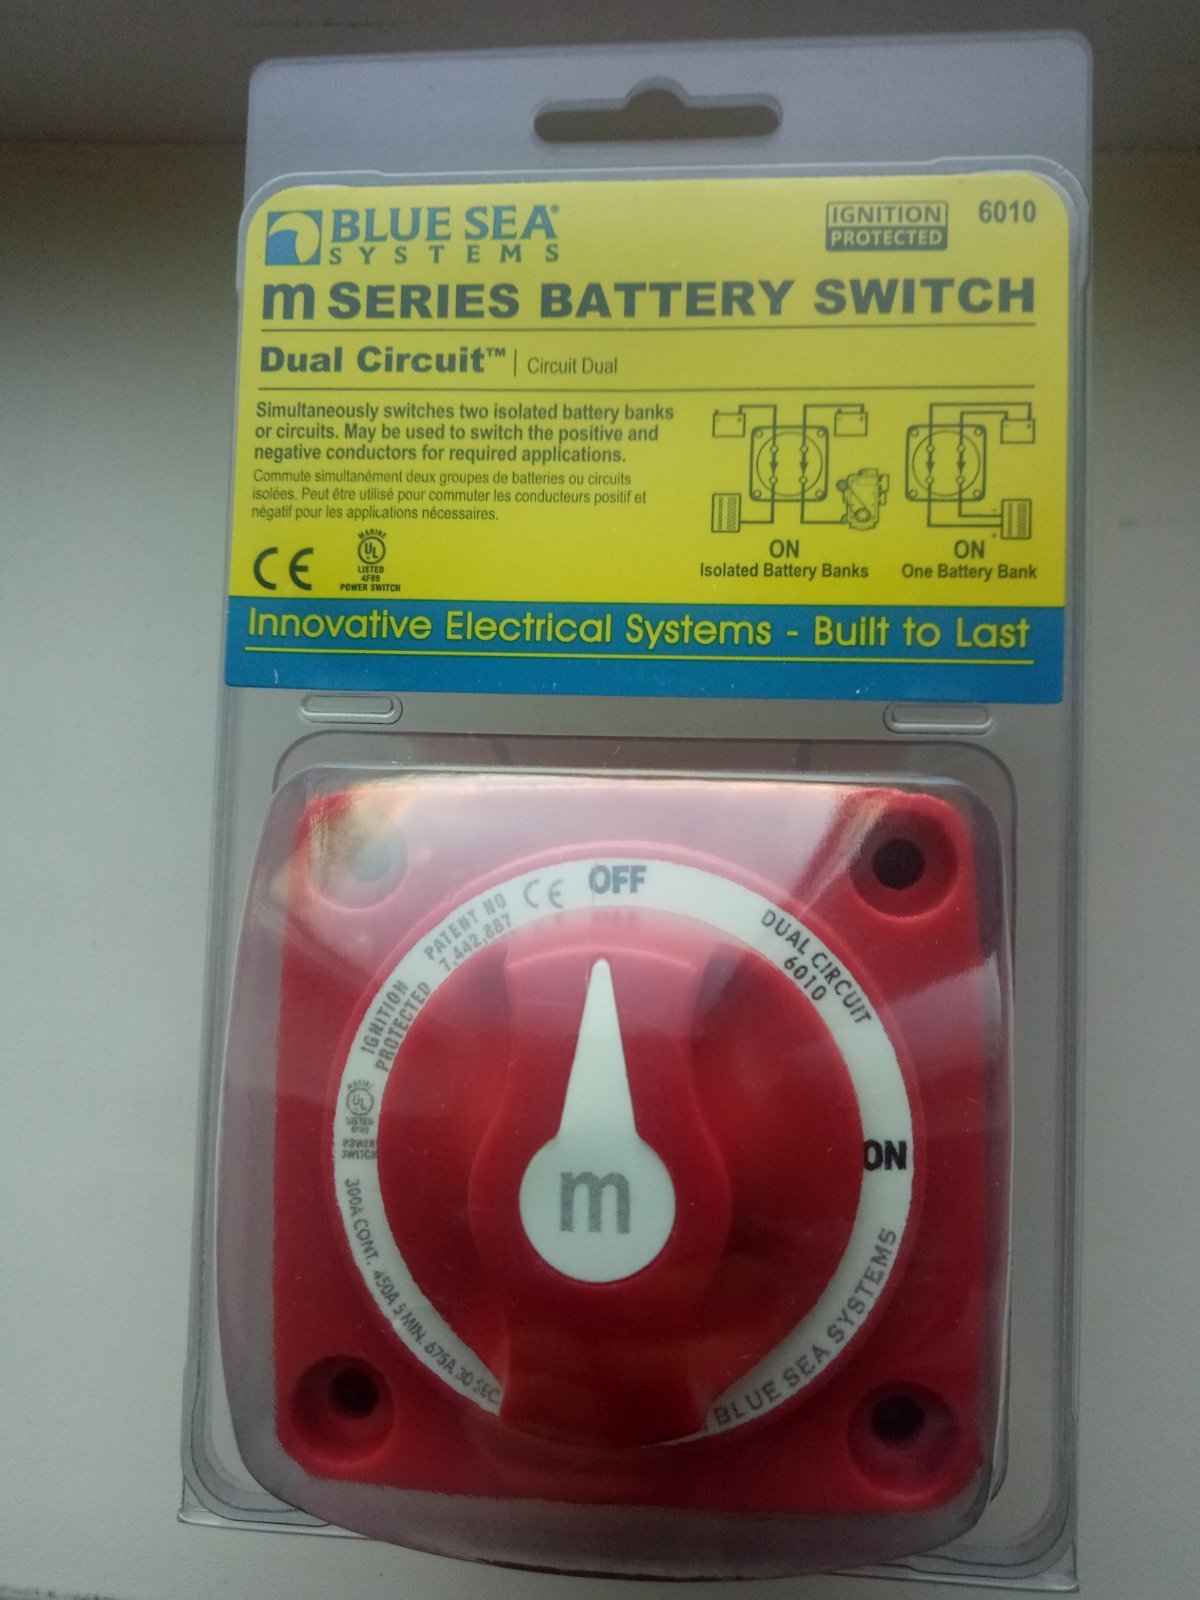 BLUE SEA®
SYSTEMS
IGNITION
PROTECTED
6010
m SERIES BATTERY SWITCH
Dual Circuit™ | Circuit Dual
Simultaneously switches two isolated battery banks
or circuits. May be used to switch the positive and
negative conductors for required applications.
Commute simultanément deux groupes de batteries ou circuits
isolées. Peut être utilisé pour commuter les conducteurs positif et
négatif pour les applications nécessaires.
CE
MARINE
UL
LISTED
4F89
POWER SWITCH
ON
Isolated Battery Banks
-
+
ON
One Battery Bank
Innovative Electrical Systems - Built to Last
OFF
DUAL CIRCUIT
6010
ON
BLUE SEA SYSTEMS
CE
PATENT NO
7,442,887
IGNITION
PROTECTED
MARINE
UL
LISTED
4F89
POWER
SWITCH
300A CONT. 450A 5 MIN. 675A 30 SEC.
m